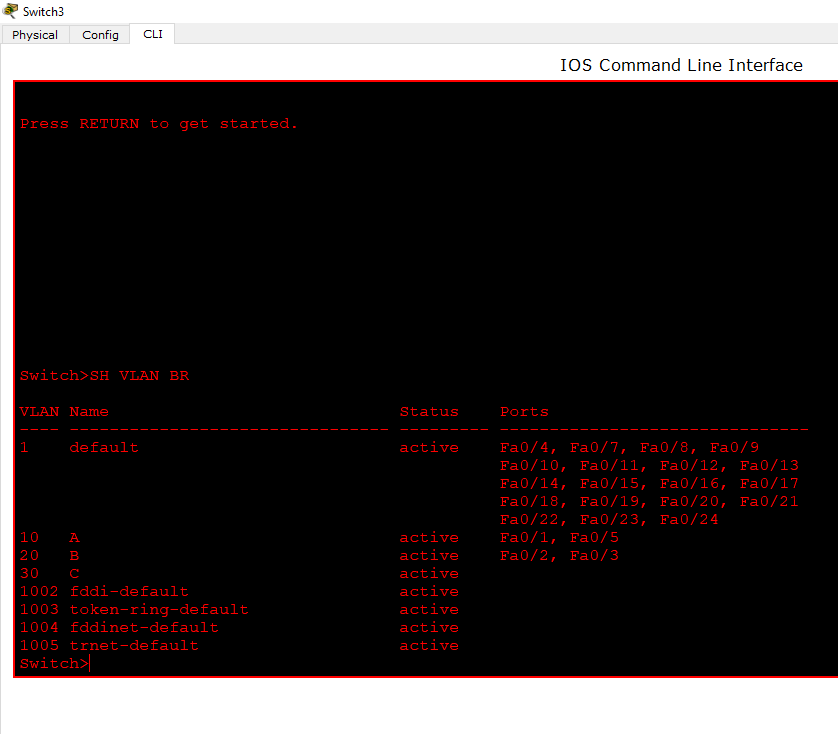 Switch3
Physical Config CLI
IOS Command Line Interface
Press RETURN to get started.
Switch>SH VLAN BR
VLAN Name                             Status    Ports
---- -------------------------------- --------- -------------------------------
1    default                          active    Fa0/4, Fa0/7, Fa0/8, Fa0/9
                                                Fa0/10, Fa0/11, Fa0/12, Fa0/13
                                                Fa0/14, Fa0/15, Fa0/16, Fa0/17
                                                Fa0/18, Fa0/19, Fa0/20, Fa0/21
                                                Fa0/22, Fa0/23, Fa0/24
10   A                                active    Fa0/1, Fa0/5
20   B                                active    Fa0/2, Fa0/3
30   C                                active
1002 fddi-default                     active
1003 token-ring-default               active
1004 fddinet-default                  active
1005 trnet-default                    active
Switch>